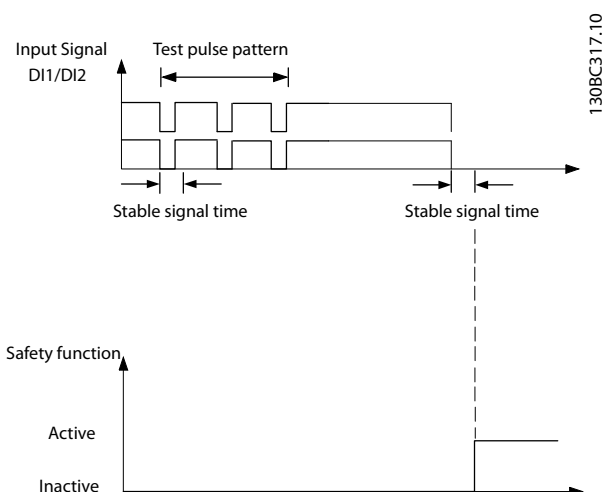 Input Signal
DI1/DI2
Test pulse pattern
130BC317.10
Stable signal time
Stable signal time
Safety function
Active
Inactive